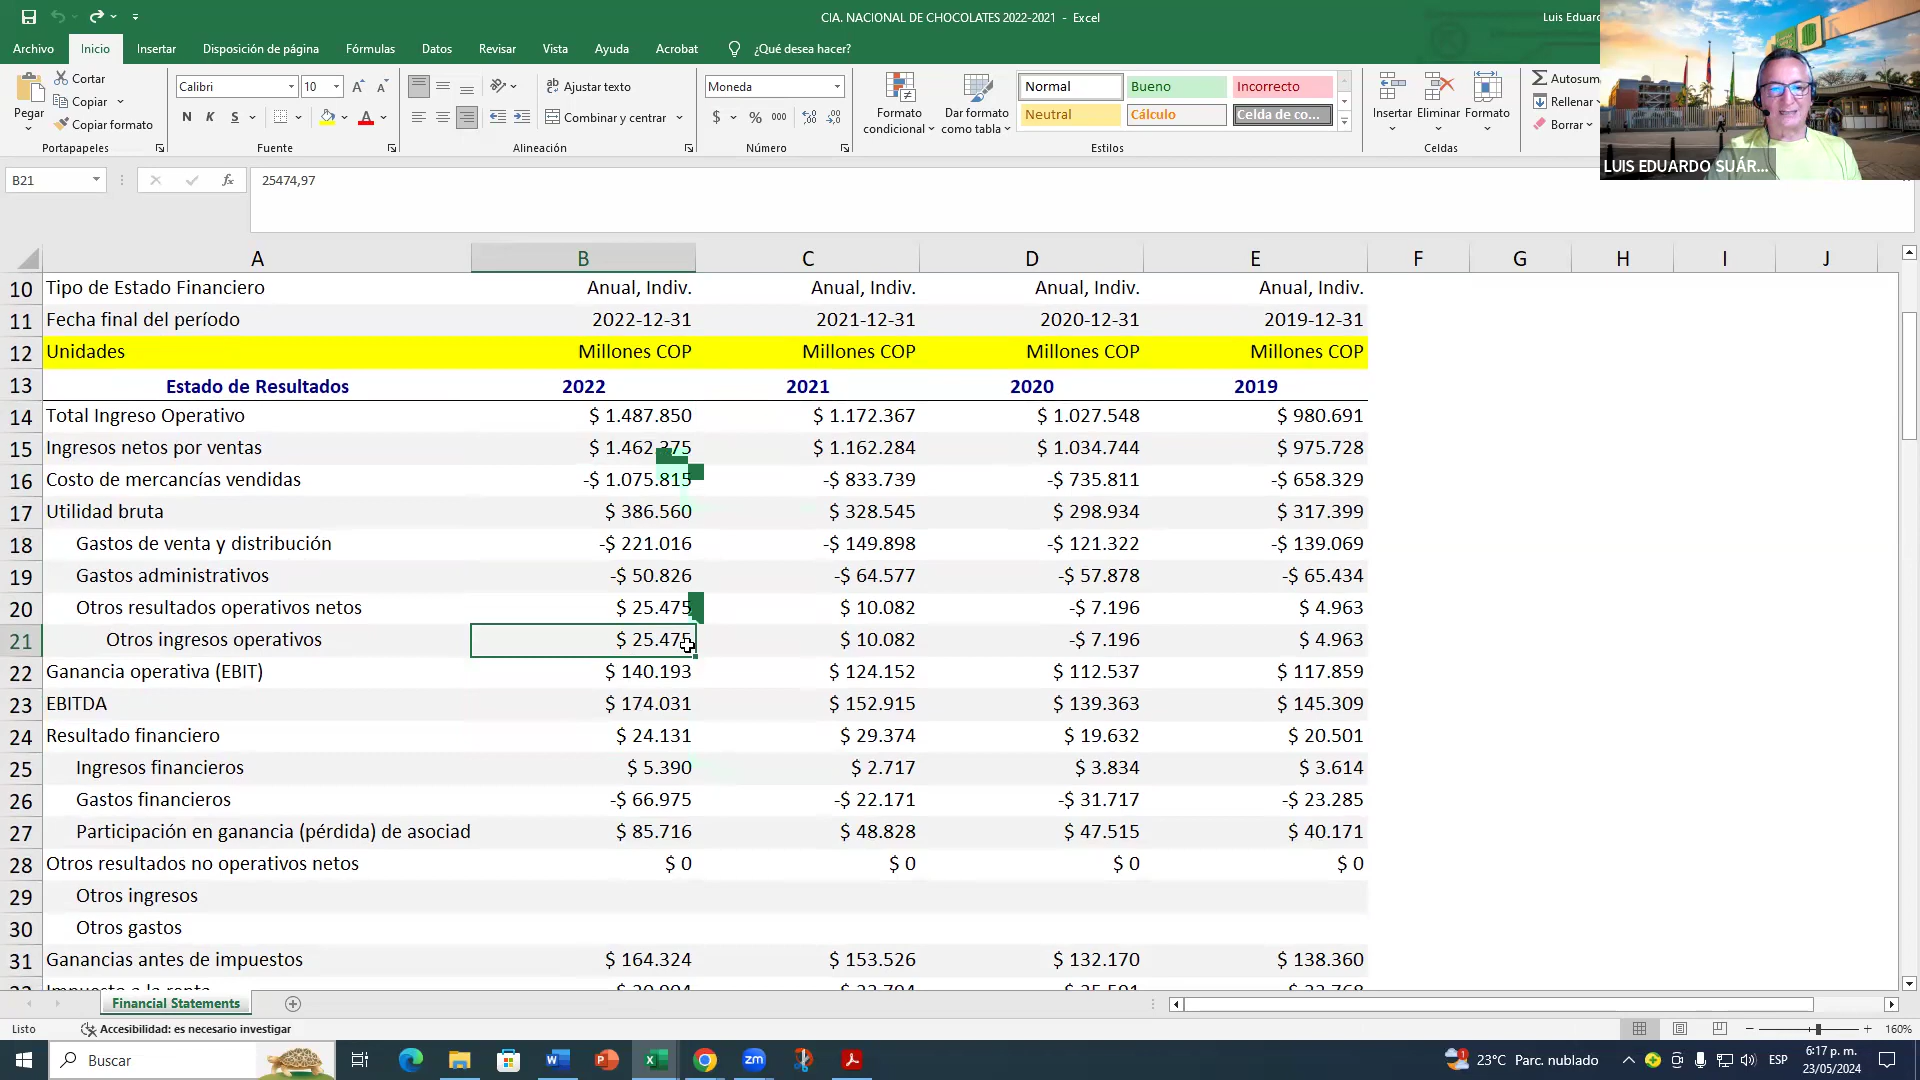 CIA. NACIONAL DE CHOCOLATES 2022-2021 - Excel
Luis Eduar
Archivo Inicio Insertar Disposición de página Fórmulas Datos Revisar Vista Ayuda Acrobat ¿Qué desea hacer?
Pegar
Cortar
Copiar
Copiar formato
Portapapeles
Calibri 10
N K S
Fuente
Ajustar texto
Combinar y centrar
Alineación
Moneda
$ % 000
Número
Formato condicional
Dar formato como tabla
Normal Bueno Incorrecto
Neutral Cálculo Celda de co...
Estilos
Insertar Eliminar Formato
Celdas
Autosum
Rellenar
Borrar
LUIS EDUARDO SUÁR...
B21 fx 25474,97
A B C D E F G H I J
10 Tipo de Estado Financiero Anual, Indiv. Anual, Indiv. Anual, Indiv. Anual, Indiv.
11 Fecha final del período 2022-12-31 2021-12-31 2020-12-31 2019-12-31
12 Unidades Millones COP Millones COP Millones COP Millones COP
13 Estado de Resultados 2022 2021 2020 2019
14 Total Ingreso Operativo $ 1.487.850 $ 1.172.367 $ 1.027.548 $ 980.691
15 Ingresos netos por ventas $ 1.462.375 $ 1.162.284 $ 1.034.744 $ 975.728
16 Costo de mercancías vendidas -$ 1.075.815 -$ 833.739 -$ 735.811 -$ 658.329
17 Utilidad bruta $ 386.560 $ 328.545 $ 298.934 $ 317.399
18 Gastos de venta y distribución -$ 221.016 -$ 149.898 -$ 121.322 -$ 139.069
19 Gastos administrativos -$ 50.826 -$ 64.577 -$ 57.878 -$ 65.434
20 Otros resultados operativos netos $ 25.475 $ 10.082 -$ 7.196 $ 4.963
21 Otros ingresos operativos $ 25.475 $ 10.082 -$ 7.196 $ 4.963
22 Ganancia operativa (EBIT) $ 140.193 $ 124.152 $ 112.537 $ 117.859
23 EBITDA $ 174.031 $ 152.915 $ 139.363 $ 145.309
24 Resultado financiero $ 24.131 $ 29.374 $ 19.632 $ 20.501
25 Ingresos financieros $ 5.390 $ 2.717 $ 3.834 $ 3.614
26 Gastos financieros -$ 66.975 -$ 22.171 -$ 31.717 -$ 23.285
27 Participación en ganancia (pérdida) de asociad $ 85.716 $ 48.828 $ 47.515 $ 40.171
28 Otros resultados no operativos netos $ 0 $ 0 $ 0 $ 0
29 Otros ingresos
30 Otros gastos
31 Ganancias antes de impuestos $ 164.324 $ 153.526 $ 132.170 $ 138.360
Financial Statements
Listo Accesibilidad: es necesario investigar 160%
Buscar
23°C Parc. nublado ESP 6:17 p. m.
23/05/2024